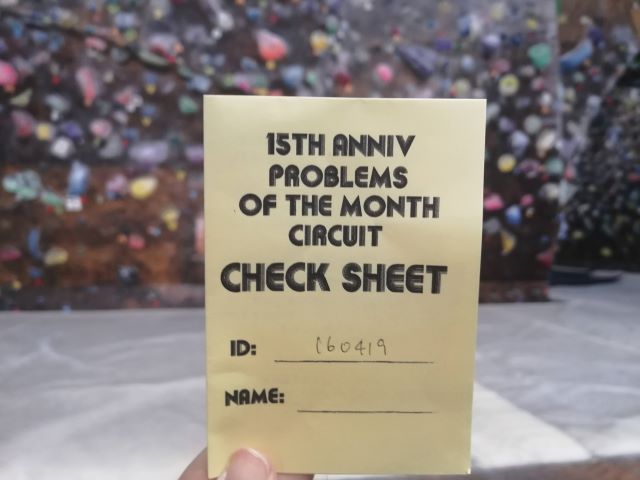 15TH ANNIV
PROBLEMS
OF THE MONTH
CIRCUIT
CHECK SHEET
ID: 160419
NAME: